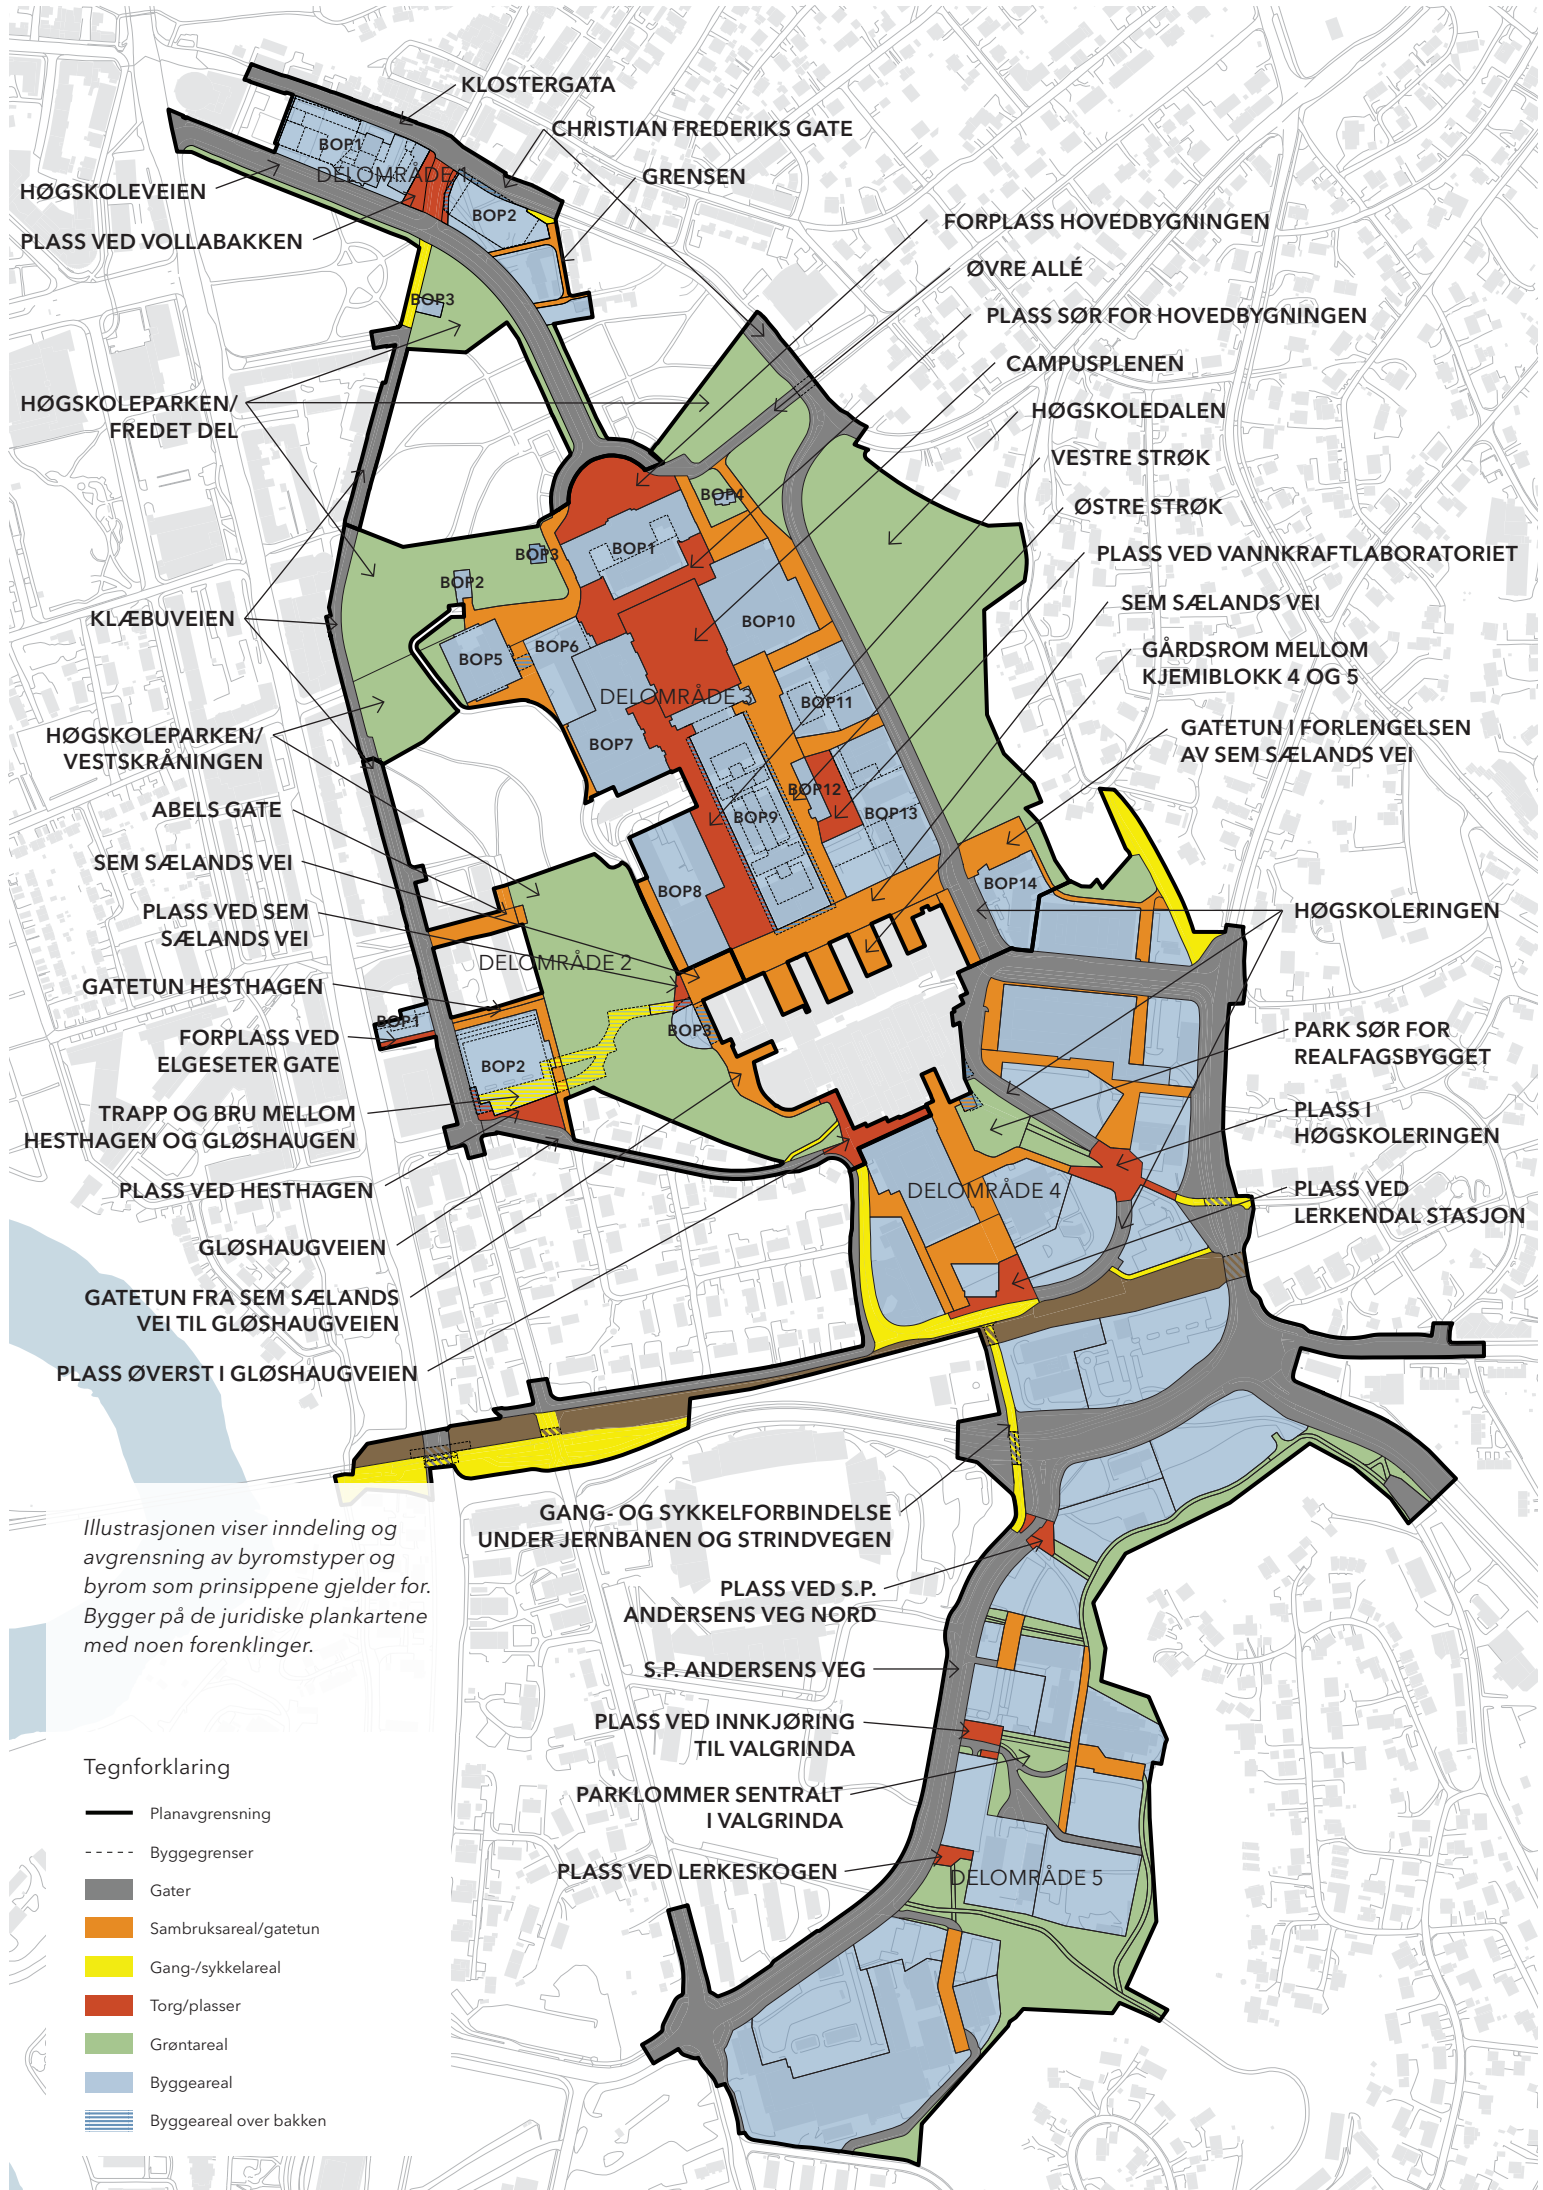 KLOSTERGATA
CHRISTIAN FREDERIKS GATE
GRENSEN
BOP1
DELOMRÅDE 1
HØGSKOLEVEIEN
BOP2
FORPLASS HOVEDBYGNINGEN
PLASS VED VOLLABAKKEN
ØVRE ALLÉ
BOP3
PLASS SØR FOR HOVEDBYGNINGEN
CAMPUSPLENEN
HØGSKOLEPARKEN/
FREDET DEL
HØGSKOLEDALEN
VESTRE STRØK
BOP4
ØSTRE STRØK
BOP3
BOP1
PLASS VED VANNKRAFTLABORATORIET
BOP2
SEM SÆLANDS VEI
KLÆBUVEIEN
BOP10
BOP6
BOP5
GÅRDSROM MELLOM
KJEMIBLOKK 4 OG 5
DELOMRÅDE 3
BOP11
HØGSKOLEPARKEN/
VESTSKRÅNINGEN
BOP7
GATETUN I FORLENGELSEN
AV SEM SÆLANDS VEI
BOP12
ABELS GATE
BOP9
BOP13
SEM SÆLANDS VEI
BOP8
BOP14
PLASS VED SEM
SÆLANDS VEI
HØGSKOLERINGEN
DELOMRÅDE 2
GATETUN HESTHAGEN
BOP1
BOP3
FORPLASS VED
ELGESETER GATE
PARK SØR FOR
REALFAGSBYGGET
BOP2
TRAPP OG BRU MELLOM
HESTHAGEN OG GLØSHAUGEN
PLASS I
HØGSKOLERINGEN
PLASS VED HESTHAGEN
DELOMRÅDE 4
PLASS VED
LERKENDAL STASJON
GLØSHAUGVEIEN
GATETUN FRA SEM SÆLANDS
VEI TIL GLØSHAUGVEIEN
PLASS ØVERST I GLØSHAUGVEIEN
GANG- OG SYKKELFORBINDELSE
UNDER JERNBANEN OG STRINDVEGEN
Illustrasjonen viser inndeling og
avgrensning av byromstyper og
byrom som prinsippene gjelder for.
Bygger på de juridiske plankartene
med noen forenklinger.
PLASS VED S.P.
ANDERSENS VEG NORD
S.P. ANDERSENS VEG
PLASS VED INNKJØRING
TIL VALGRINDA
PARKLOMMER SENTRALT
I VALGRINDA
PLASS VED LERKESKOGEN
DELOMRÅDE 5
Tegnforklaring
Planavgrensning
Byggegrenser
Gater
Sambruksareal/gatetun
Gang-/sykkelareal
Torg/plasser
Grøntareal
Byggeareal
Byggeareal over bakken